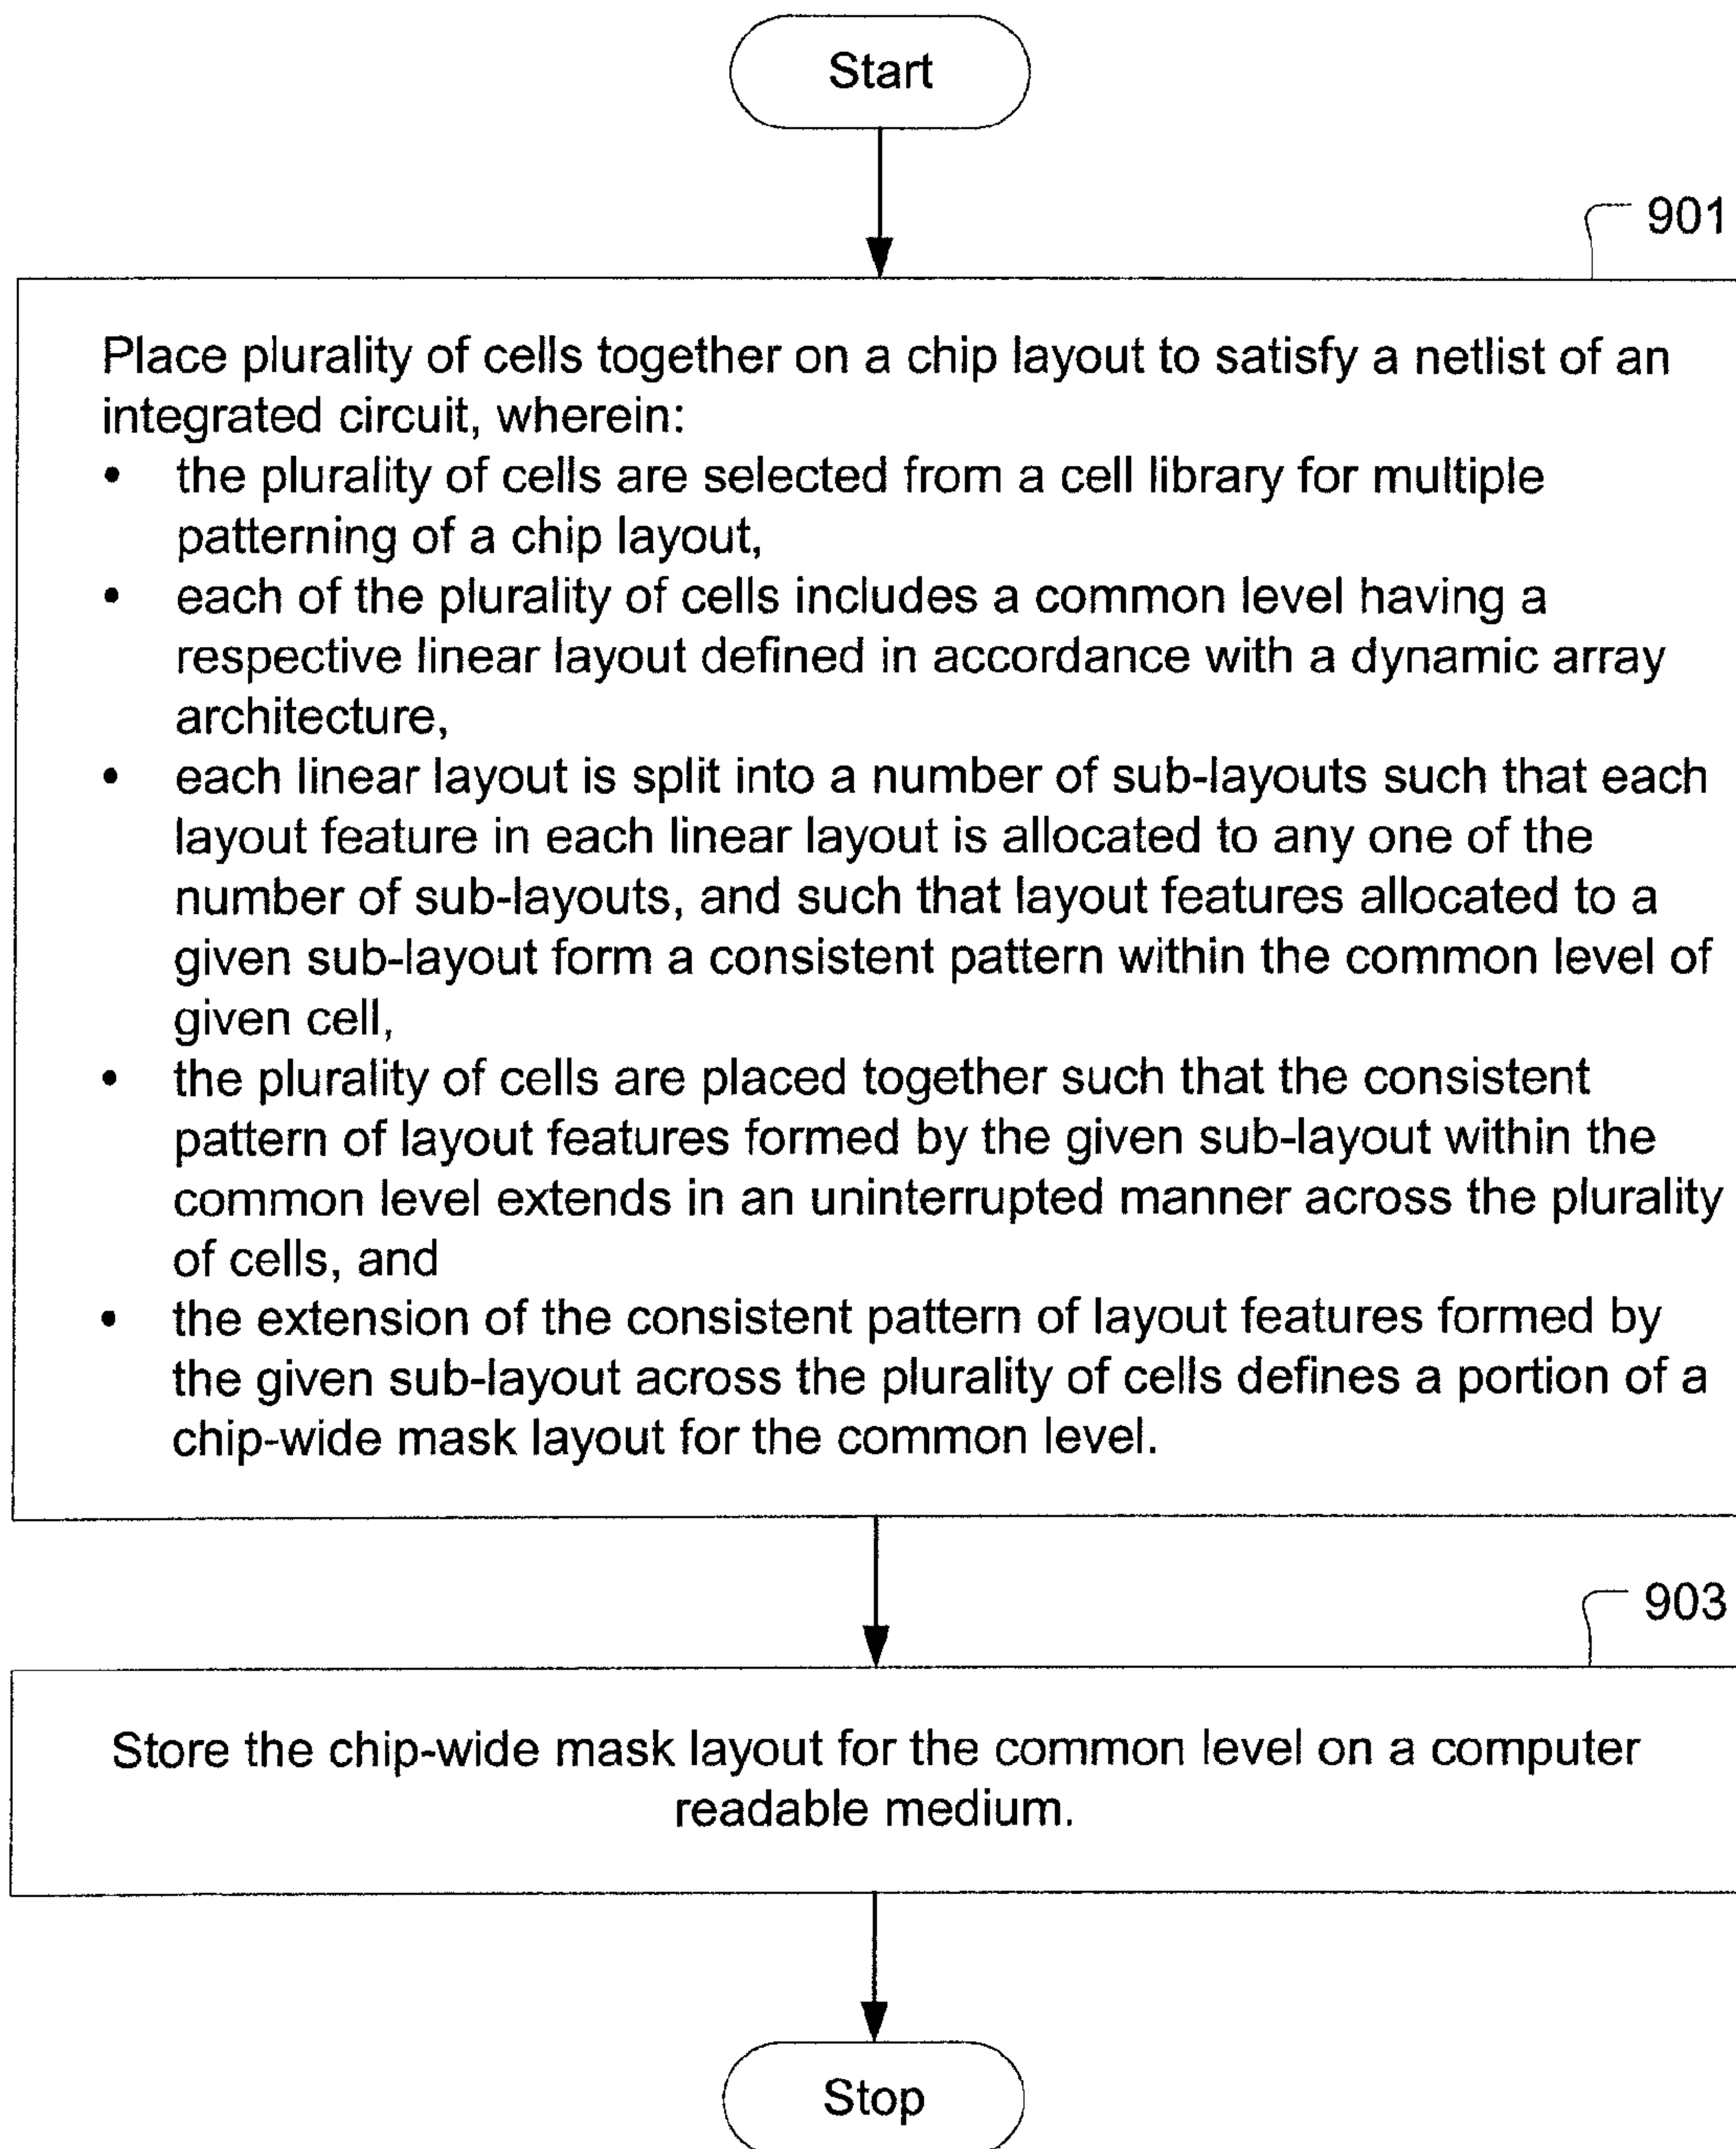 Start
901
Place plurality of cells together on a chip layout to satisfy a netlist of an
integrated circuit, wherein:
• the plurality of cells are selected from a cell library for multiple
patterning of a chip layout,
• each of the plurality of cells includes a common level having a
respective linear layout defined in accordance with a dynamic array
architecture,
• each linear layout is split into a number of sub-layouts such that each
layout feature in each linear layout is allocated to any one of the
number of sub-layouts, and such that layout features allocated to a
given sub-layout form a consistent pattern within the common level of
given cell,
• the plurality of cells are placed together such that the consistent
pattern of layout features formed by the given sub-layout within the
common level extends in an uninterrupted manner across the plurality
of cells, and
• the extension of the consistent pattern of layout features formed by
the given sub-layout across the plurality of cells defines a portion of a
chip-wide mask layout for the common level.
903
Store the chip-wide mask layout for the common level on a computer
readable medium.
Stop